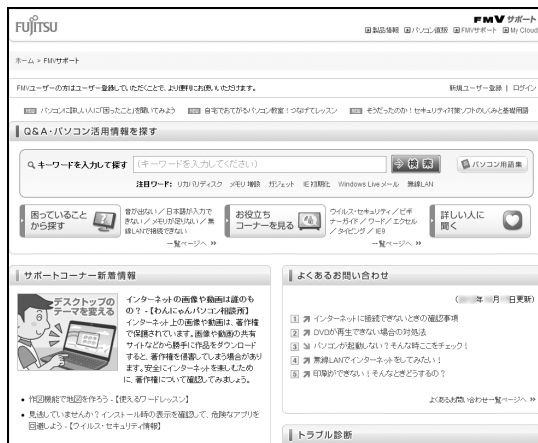 FUJITSU
FMV サポート
製品情報 パソコン直販 FMVサポート My Cloud
ホーム > FMVサポート
FMVユーザーの方はユーザー登録していただくことで、より便利にお使いいただけます。
新規ユーザー登録 | ログイン
パソコンに詳しい人に「困ったこと」を聞いてみよう
自宅でおてがるパソコン教室！つなげてレッスン
そうだったのか！セキュリティ対策ソフトのしくみと基礎用語
Q&A・パソコン活用情報を探す
キーワードを入力して探す (キーワードを入力してください) 検索
パソコン用語集
注目ワード: リカバリディスク メモリ増設 ガジェット IE初期化 Windows Liveメール 無線LAN
困っていること
から探す
音が出ない / 日本語が入力で
きない / メモリが足りない / 無
線LANで接続できない
一覧ページへ
お役立ち
コーナーを見る
ウイルス・セキュリティ / ビギ
ナーガイド / ワード / エクセル
/ タイピング / IE9
一覧ページへ
詳しい人に
聞く
サポートコーナー新着情報
デスクトップの
テーマを変える
インターネットの画像や動画は誰のも
の？ -【わんにゃんパソコン相談所】
インターネット上の画像や動画は、著作権
で保護されています。画像や動画の共有
サイトなどから勝手に作品をダウンロード
すると、著作権を侵害してしまう場合があり
ます。安全にインターネットを楽しむため
に、著作権について確認してみましょう。
• 作図機能で地図を作ろう -【使えるワードレッスン】
• 見逃していませんか？インストール時の表示を確認して、危険なアプリを
回避しよう -【ウイルス・セキュリティ情報】
よくあるお問い合わせ
年 月 日更新)
1 インターネットに接続できないときの確認事項
2 DVDが再生できない場合の対処法
3 パソコンが起動しない？そんな時ここをチェック！
4 無線LANでインターネットをしてみたい！
5 印刷ができない！そんなときどうするの？
よくあるお問い合わせ一覧ページへ
トラブル診断